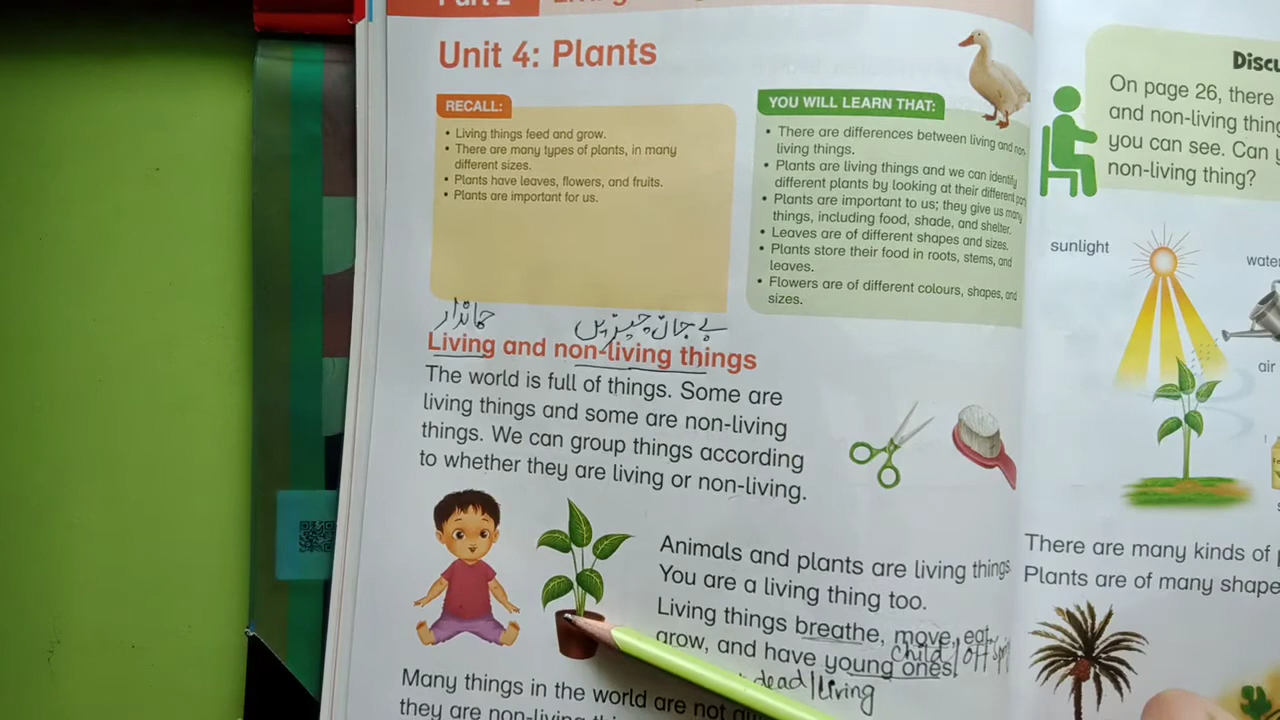 Unit 4: Plants
RECALL:
• Living things feed and grow.
• There are many types of plants, in many
different sizes.
• Plants have leaves, flowers, and fruits.
• Plants are important for us.
YOU WILL LEARN THAT:
• There are differences between living and non-
living things.
• Plants are living things and we can identify
different plants by looking at their different
• Plants are important to us; they give us many
things, including food, shade, and shelter.
• Leaves are of different shapes and sizes.
• Plants store their food in roots, stems, and
leaves.
• Flowers are of different colours, shapes, and
sizes.
جاندار
بے جان چیزیں
Living and non-living things
The world is full of things. Some are
living things and some are non-living
things. We can group things according
to whether they are living or non-living.
Animals and plants are living things.
You are a living thing too.
Living things breathe, move, eat,
grow, and have young ones.
child/
dead/living
Many things in the world are not
they are non-living
On page 26, there
and non-living
you can see. Can
non-living thing?
sunlight
air
There are many kinds of
Plants are of many